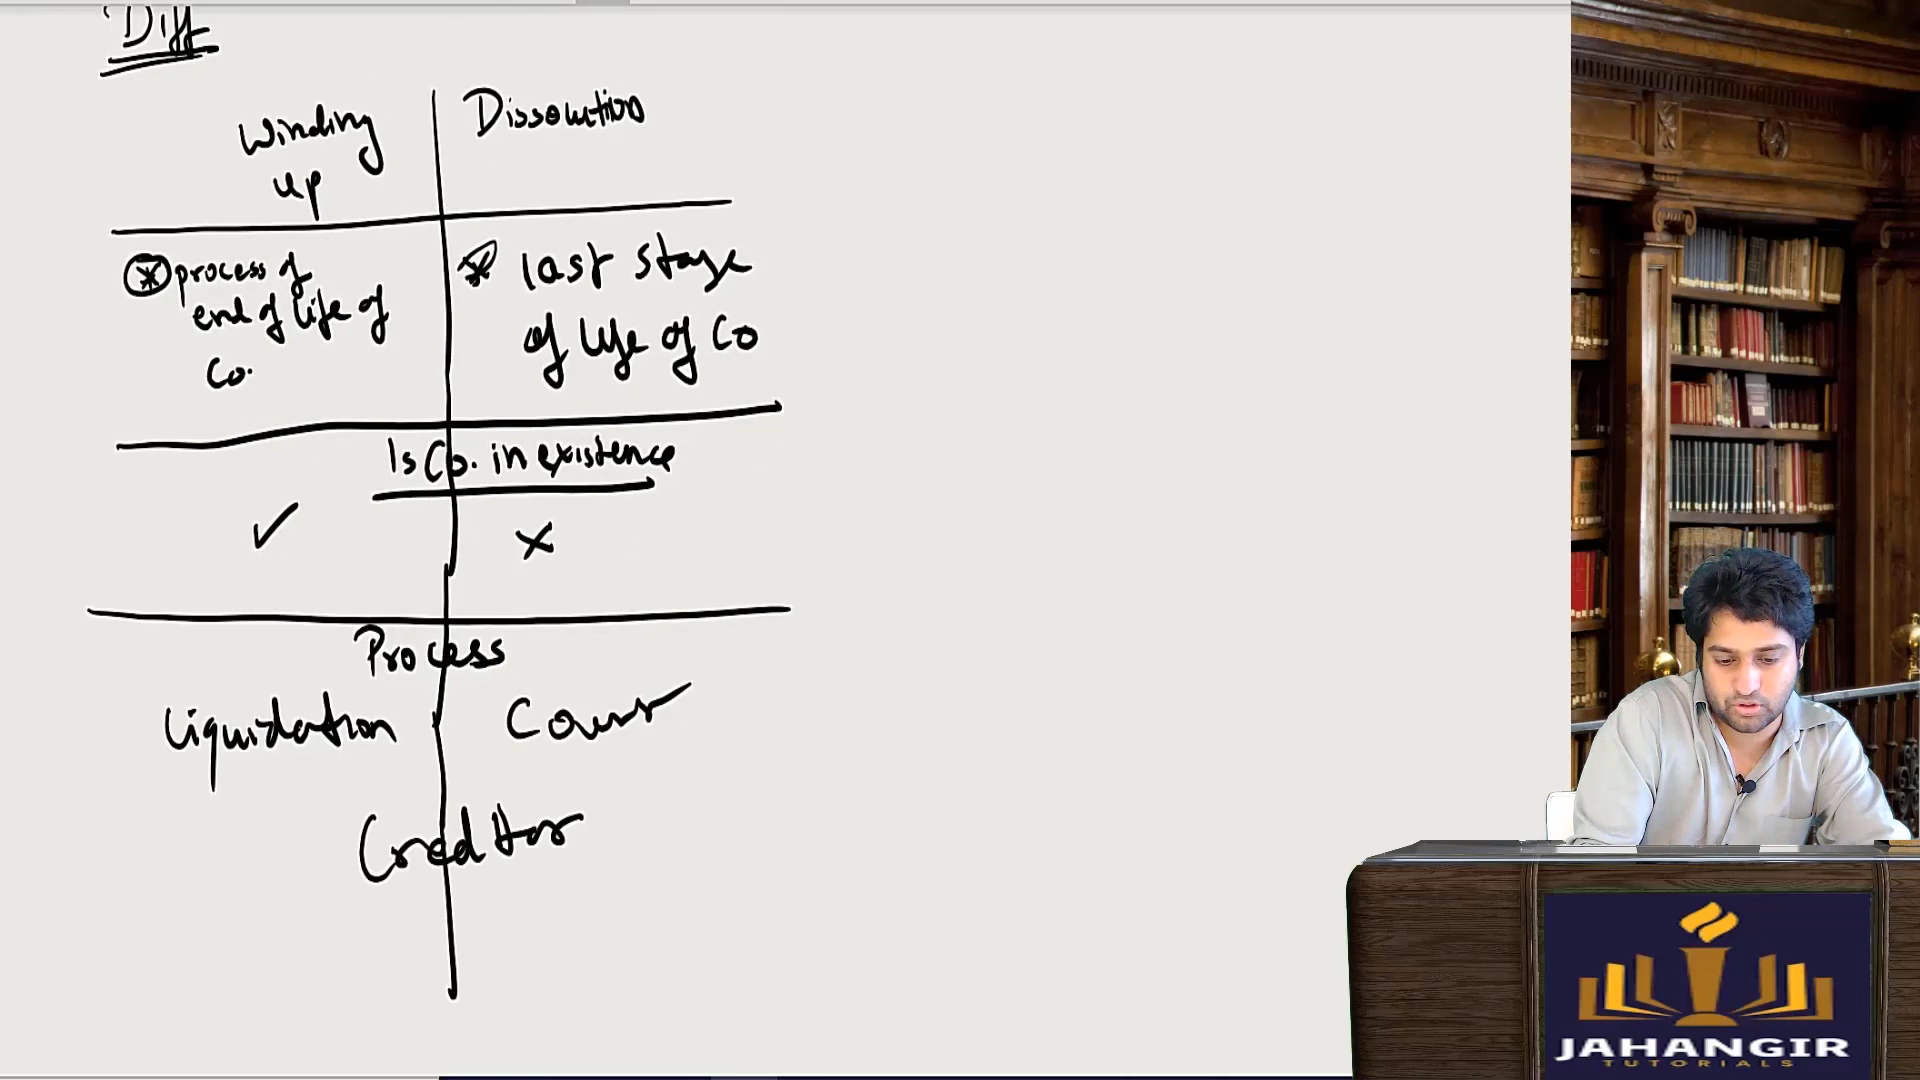 Diff
Winding
up
Dissolution
process of
end of life of
Co.
last stage
of life of Co
Is Co. in existence
✓
×
Process
Liquidation
Court
Creditor
JAHANGIR
TUTORIALS